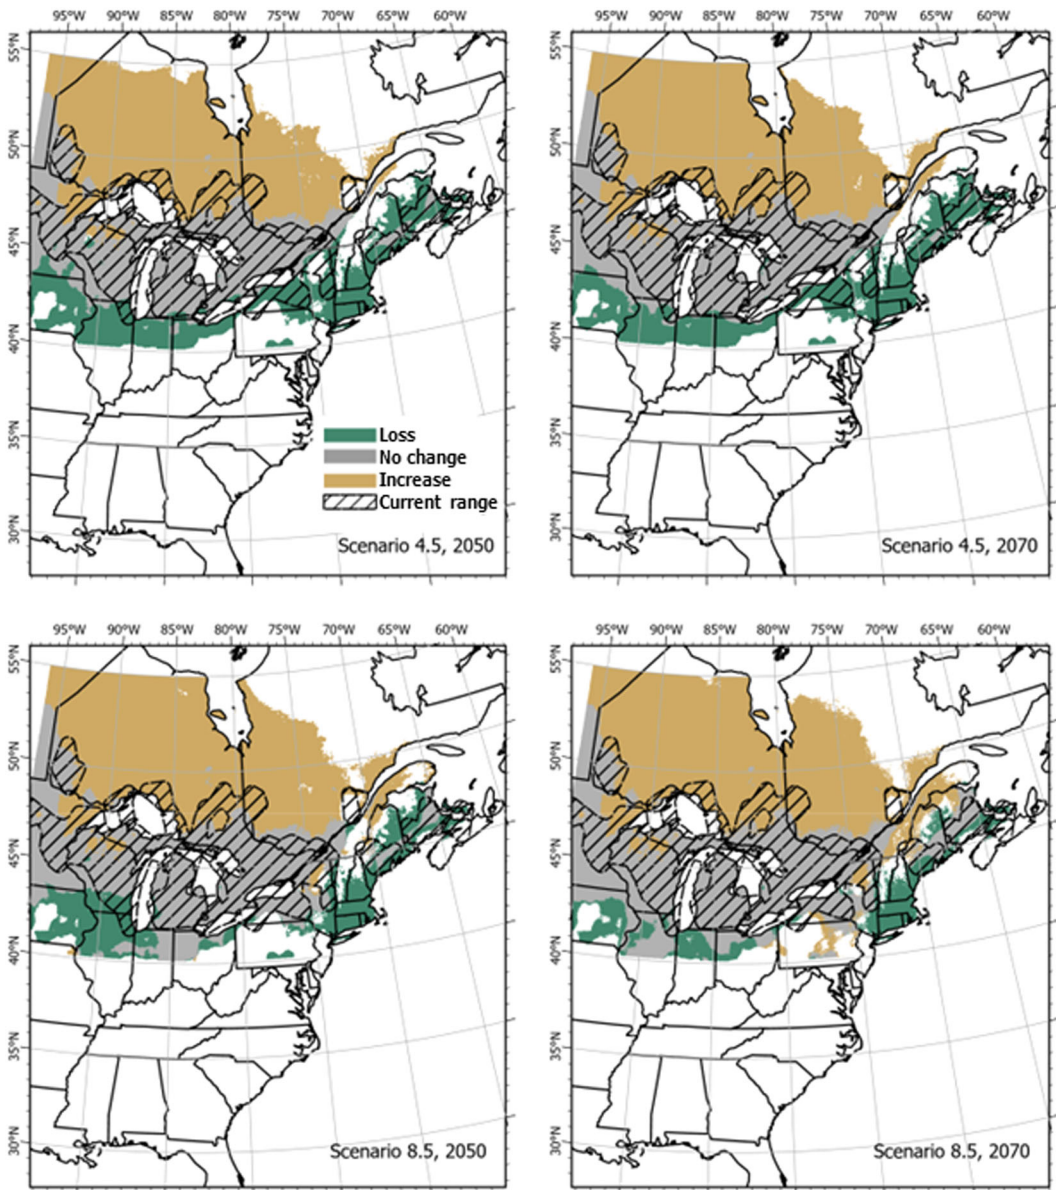 95°W 90°W 85°W 80°W 75°W 70°W 65°W 60°W
55°N
50°N
45°N
40°N
35°N
30°N
Loss
No change
Increase
Current range
Scenario 4.5, 2050
95°W 90°W 85°W 80°W 75°W 70°W 65°W 60°W
55°N
50°N
45°N
40°N
35°N
30°N
Scenario 4.5, 2070
95°W 90°W 85°W 80°W 75°W 70°W 65°W 60°W
55°N
50°N
45°N
40°N
35°N
30°N
Scenario 8.5, 2050
95°W 90°W 85°W 80°W 75°W 70°W 65°W 60°W
55°N
50°N
45°N
40°N
35°N
30°N
Scenario 8.5, 2070